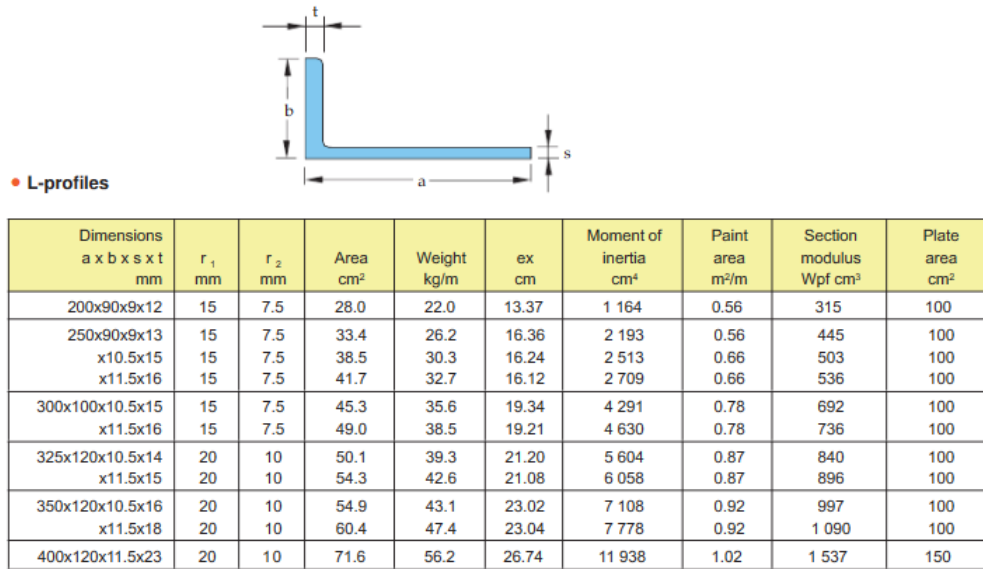 t
b
s
a
• L-profiles
Dimensions a x b x s x t mm r 1 mm r 2 mm Area cm² Weight kg/m ex cm Moment of inertia cm⁴ Paint area m²/m Section modulus Wpf cm³ Plate area cm²
200x90x9x12 15 7.5 28.0 22.0 13.37 1 164 0.56 315 100
250x90x9x13 15 7.5 33.4 26.2 16.36 2 193 0.56 445 100
x10.5x15 15 7.5 38.5 30.3 16.24 2 513 0.66 503 100
x11.5x16 15 7.5 41.7 32.7 16.12 2 709 0.66 536 100
300x100x10.5x15 15 7.5 45.3 35.6 19.34 4 291 0.78 692 100
x11.5x16 15 7.5 49.0 38.5 19.21 4 630 0.78 736 100
325x120x10.5x14 20 10 50.1 39.3 21.20 5 604 0.87 840 100
x11.5x15 20 10 54.3 42.6 21.08 6 058 0.87 896 100
350x120x10.5x16 20 10 54.9 43.1 23.02 7 108 0.92 997 100
x11.5x18 20 10 60.4 47.4 23.04 7 778 0.92 1 090 100
400x120x11.5x23 20 10 71.6 56.2 26.74 11 938 1.02 1 537 150